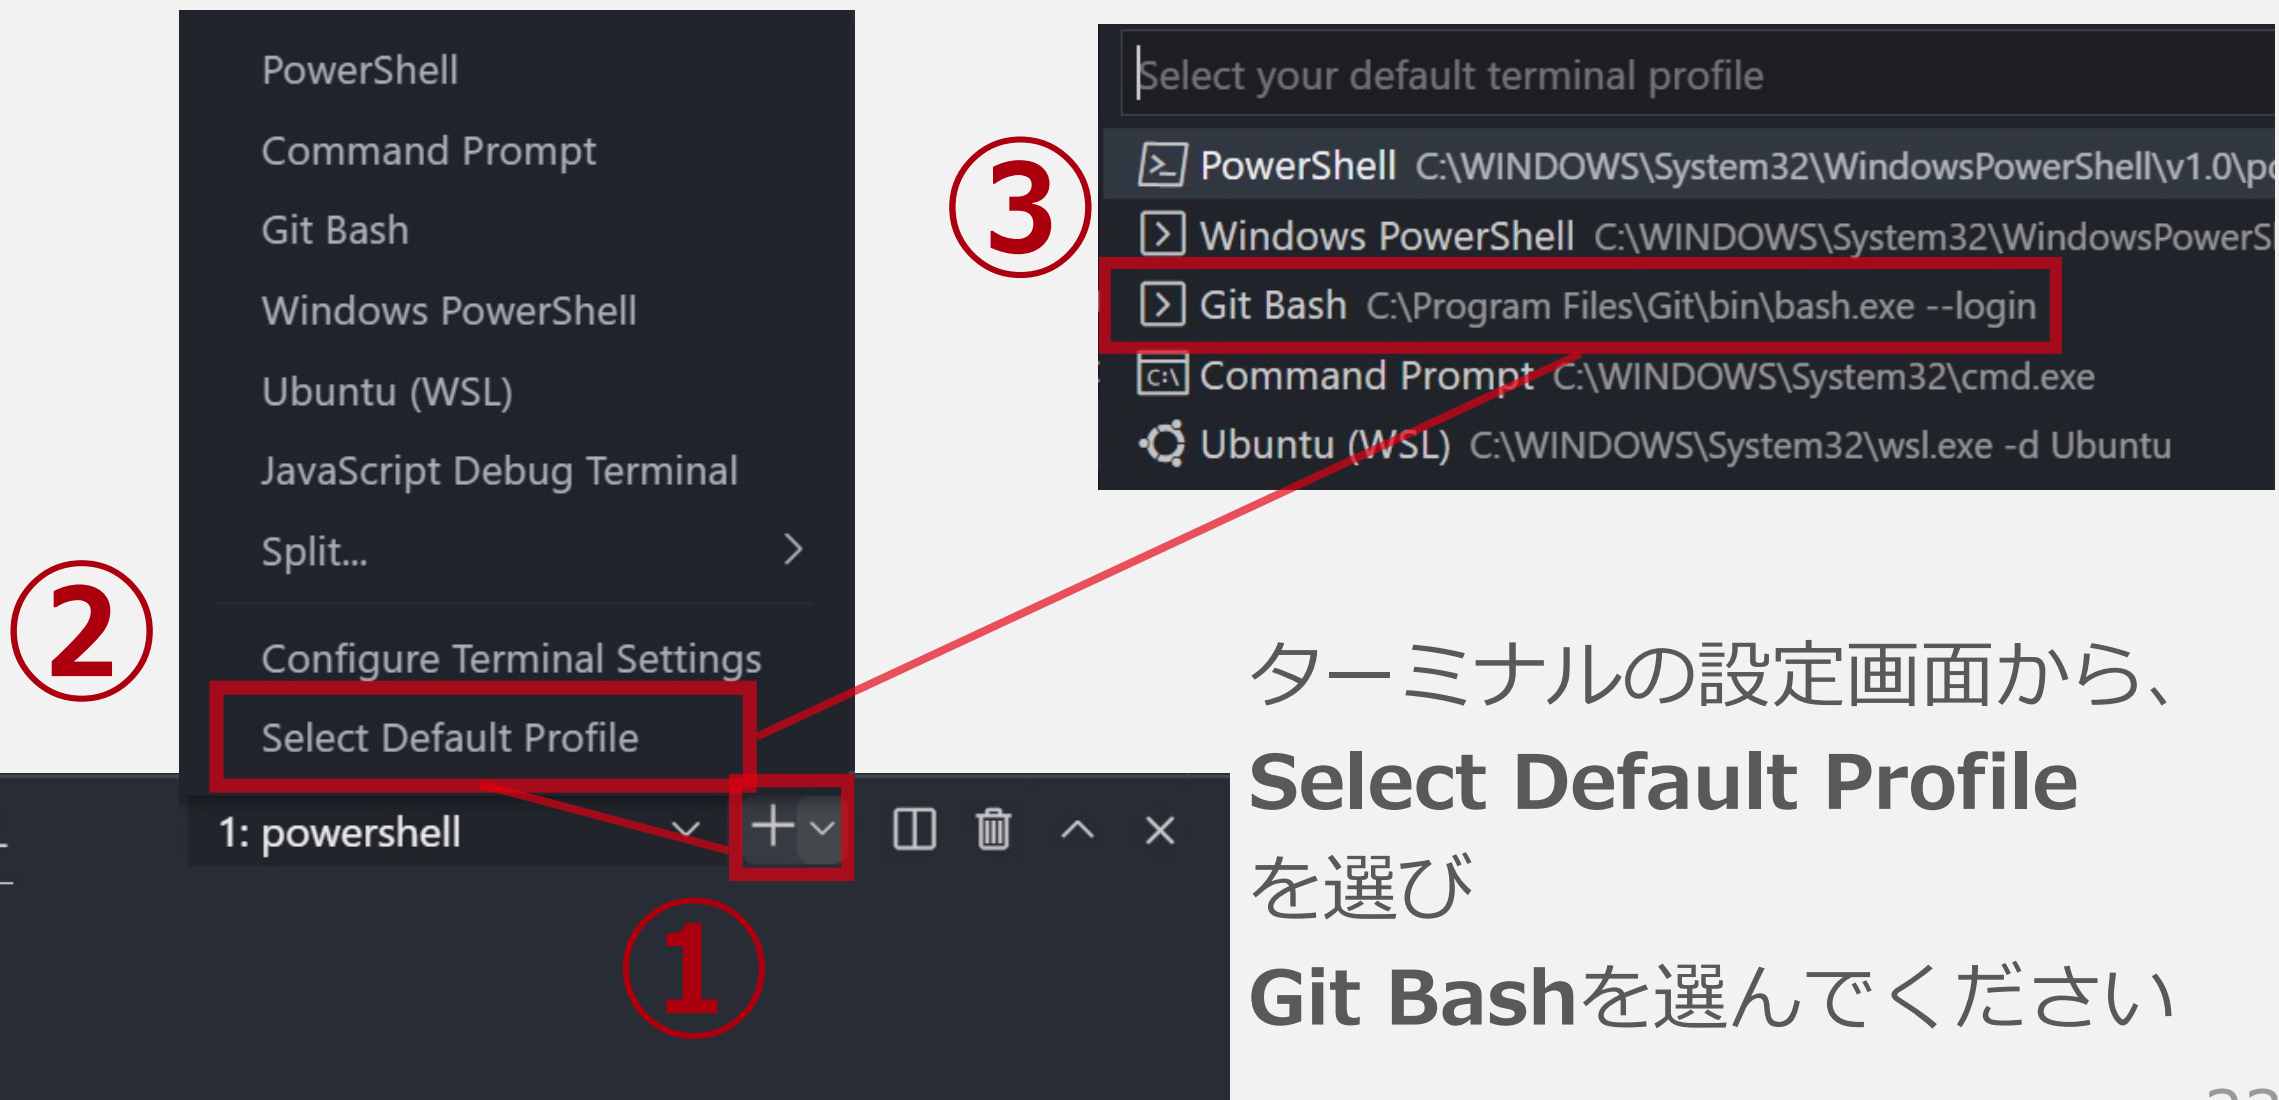 PowerShell
Command Prompt
Git Bash
Windows PowerShell
Ubuntu (WSL)
JavaScript Debug Terminal
Split...
②
Configure Terminal Settings
Select Default Profile
1: powershell
①
Select your default terminal profile
③
PowerShell C:\WINDOWS\System32\WindowsPowerShell\v1.0\po
Windows PowerShell C:\WINDOWS\System32\WindowsPowerS
Git Bash C:\Program Files\Git\bin\bash.exe --login
C:\ Command Prompt C:\WINDOWS\System32\cmd.exe
Ubuntu (WSL) C:\WINDOWS\System32\wsl.exe -d Ubuntu
ターミナルの設定画面から、
Select Default Profile
を選び
Git Bashを選んでください